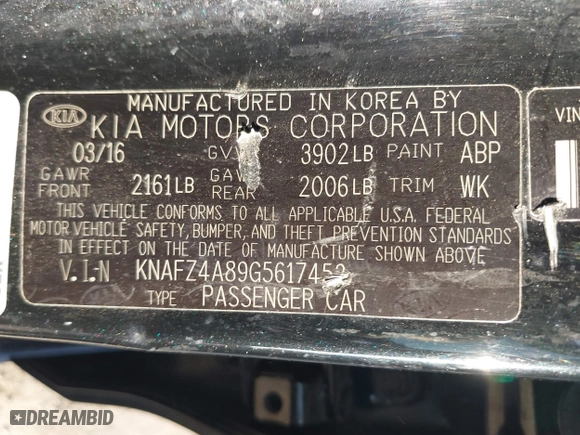 MANUFACTURED IN KOREA BY
KIA KIA MOTORS CORPORATION
03/16 3902LB PAINT ABP
GAWR FRONT 2161LB REAR 2006LB TRIM WK
THIS VEHICLE CONFORMS TO ALL APPLICABLE U.S.A. FEDERAL
MOTOR VEHICLE SAFETY, BUMPER, AND THEFT PREVENTION STANDARDS
IN EFFECT ON THE DATE OF MANUFACTURE SHOWN ABOVE.
V.I.N
TYPE PASSENGER CAR
VIN
DREAMBID